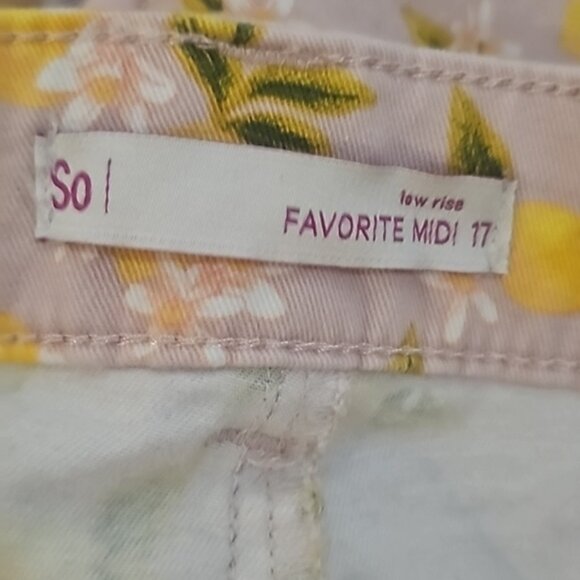 So |
low rise
FAVORITE MIDI 17